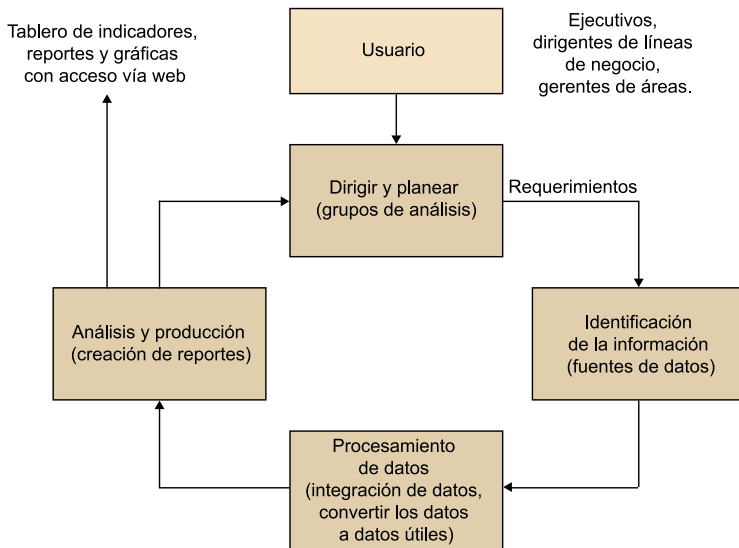 Tablero de indicadores,
reportes y gráficas
con acceso vía web
Usuario
Ejecutivos,
dirigentes de líneas
de negocio,
gerentes de áreas.
Dirigir y planear
(grupos de análisis)
Requerimientos
Análisis y producción
(creación de reportes)
Identificación
de la información
(fuentes de datos)
Procesamiento
de datos
(integración de datos,
convertir los datos
a datos útiles)